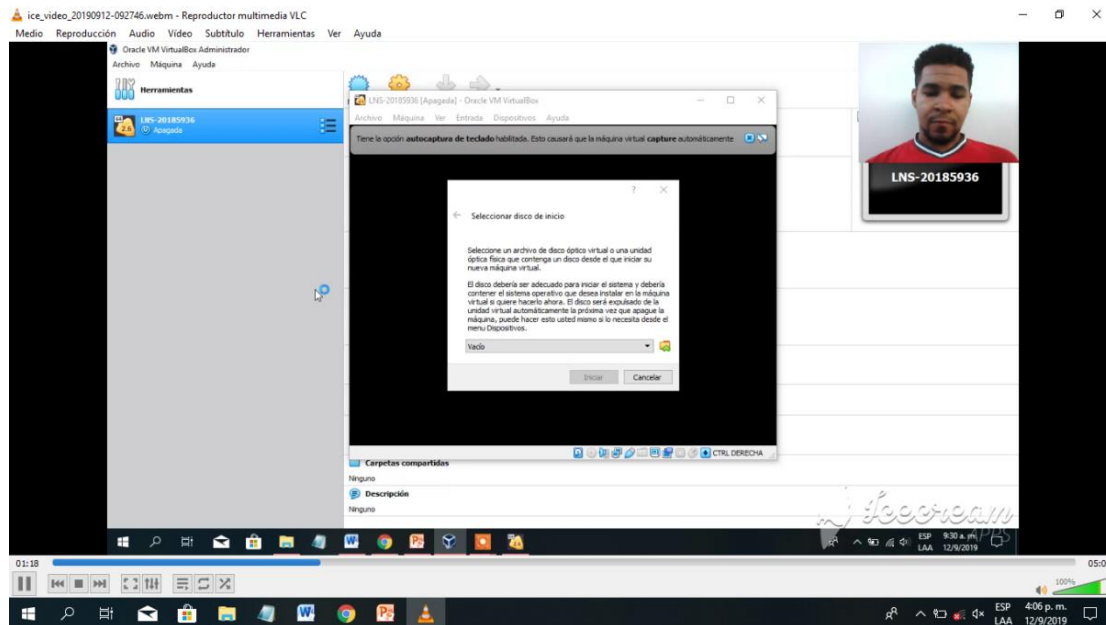 ice_video_20190912-092746.webm - Reproductor multimedia VLC
Medio Reproducción Audio Vídeo Subtítulo Herramientas Ver Ayuda
Oracle VM VirtualBox Administrador
Archivo Máquina Ayuda
Herramientas
LNS-20185936
Apagada
LNS-20185936 [Apagada] - Oracle VM VirtualBox
Archivo Máquina Ver Entrada Dispositivos Ayuda
Tiene la opción autocaptura de teclado habilitada. Esto causará que la máquina virtual capture automáticamente
LNS-20185936
Seleccionar disco de inicio
Seleccione un archivo de disco óptico virtual o una unidad
óptica física que contenga un disco desde el que iniciar su
nueva máquina virtual.
El disco debería ser adecuado para iniciar el sistema y debería
contener el sistema operativo que desea instalar en la máquina
virtual si quiere hacerlo ahora. El disco será expulsado de la
unidad virtual automáticamente la próxima vez que apague la
máquina, puede hacer esto usted mismo si lo necesita desde el
menu Dispositivos.
Vacío
Iniciar Cancelar
CTRL DERECHA
Carpetas compartidas
Ninguno
Descripción
Ninguno
Icecream
APPS
ESP 9:30 a. m.
LAA 12/9/2019
01:18 05:0
100%
ESP 4:06 p. m.
LAA 12/9/2019